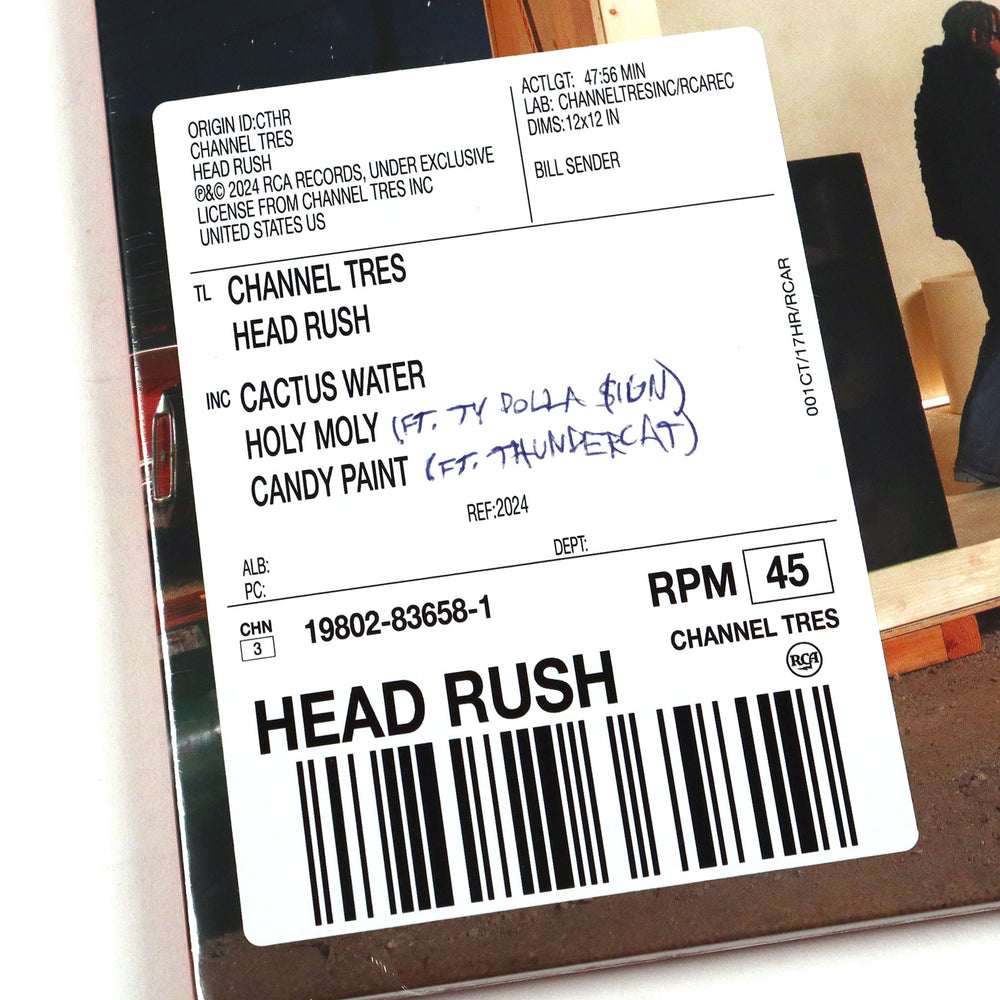 ORIGIN ID:CTHR
CHANNEL TRES
HEAD RUSH
℗&© 2024 RCA RECORDS, UNDER EXCLUSIVE
LICENSE FROM CHANNEL TRES INC
UNITED STATES US
ACTLGT: 47:56 MIN
LAB: CHANNELTRESINC/RCAREC
DIMS:12x12 IN
BILL SENDER
TL CHANNEL TRES
HEAD RUSH
INC CACTUS WATER
HOLY MOLY (FT. TY DOLLA $IGN)
CANDY PAINT (FT. THUNDERCAT)
REF:2024
001CT/17HR/RCAR
ALB:
PC:
DEPT:
CHN
3
19802-83658-1
RPM 45
CHANNEL TRES
RCA
HEAD RUSH